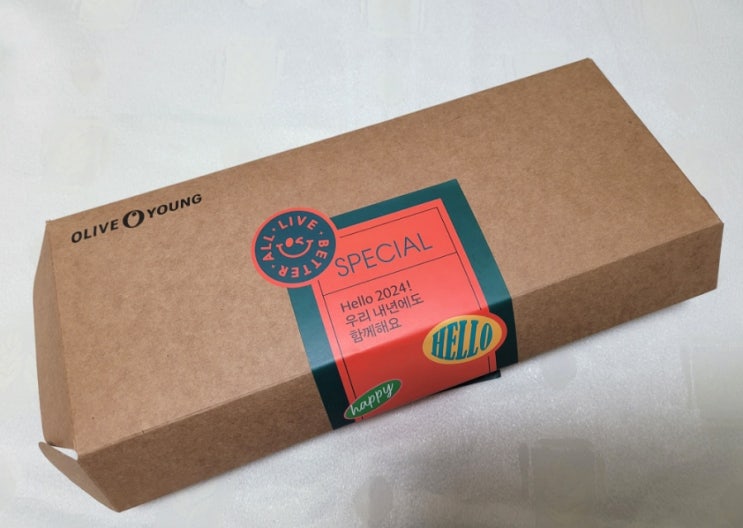 OLIVE O YOUNG
ALL·LIVE·BETTER·
SPECIAL
Hello 2024!
우리 내년에도
함께해요
HELLO
happy